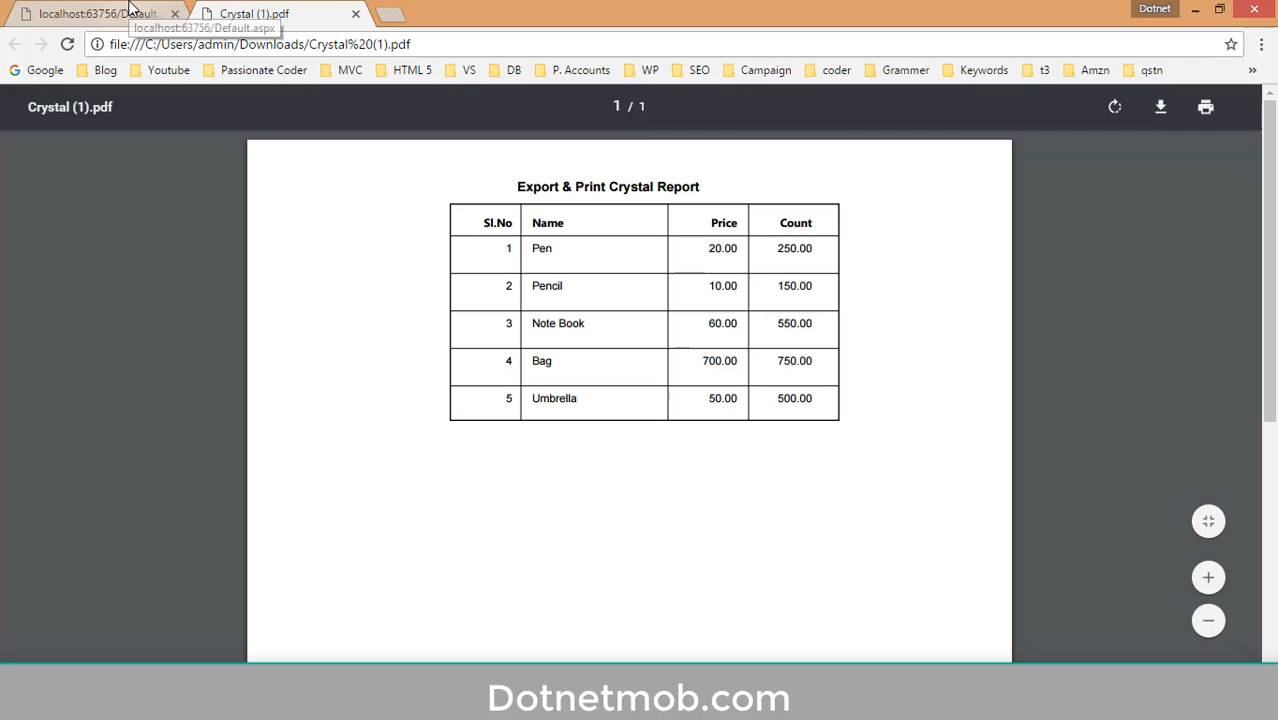 localhost:63756/Default
Crystal (1).pdf
Dotnet
localhost:63756/Default.aspx
file:///C:/Users/admin/Downloads/Crystal%20(1).pdf
Google Blog Youtube Passionate Coder MVC HTML 5 VS DB P. Accounts WP SEO Campaign coder Grammer Keywords t3 Amzn qstn »
Crystal (1).pdf 1 / 1
Export & Print Crystal Report
Sl.No Name Price Count
1 Pen 20.00 250.00
2 Pencil 10.00 150.00
3 Note Book 60.00 550.00
4 Bag 700.00 750.00
5 Umbrella 50.00 500.00
Dotnetmob.com